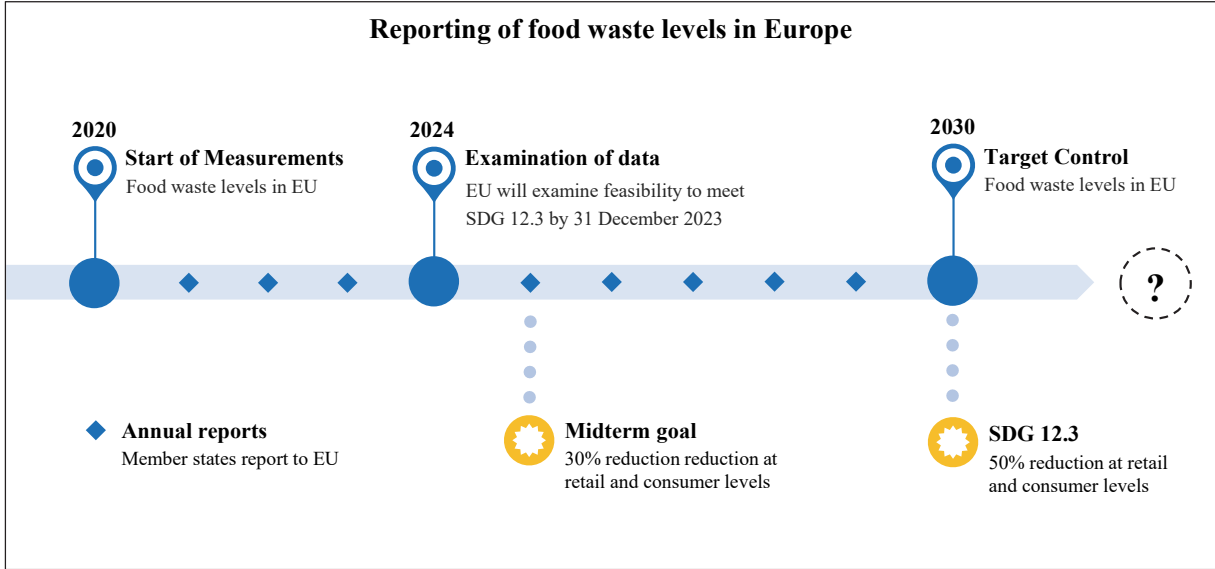 Reporting of food waste levels in Europe
2020
Start of Measurements
Food waste levels in EU
2024
Examination of data
EU will examine feasibility to meet
SDG 12.3 by 31 December 2023
2030
Target Control
Food waste levels in EU
?
Annual reports
Member states report to EU
Midterm goal
30% reduction reduction at
retail and consumer levels
SDG 12.3
50% reduction at retail
and consumer levels